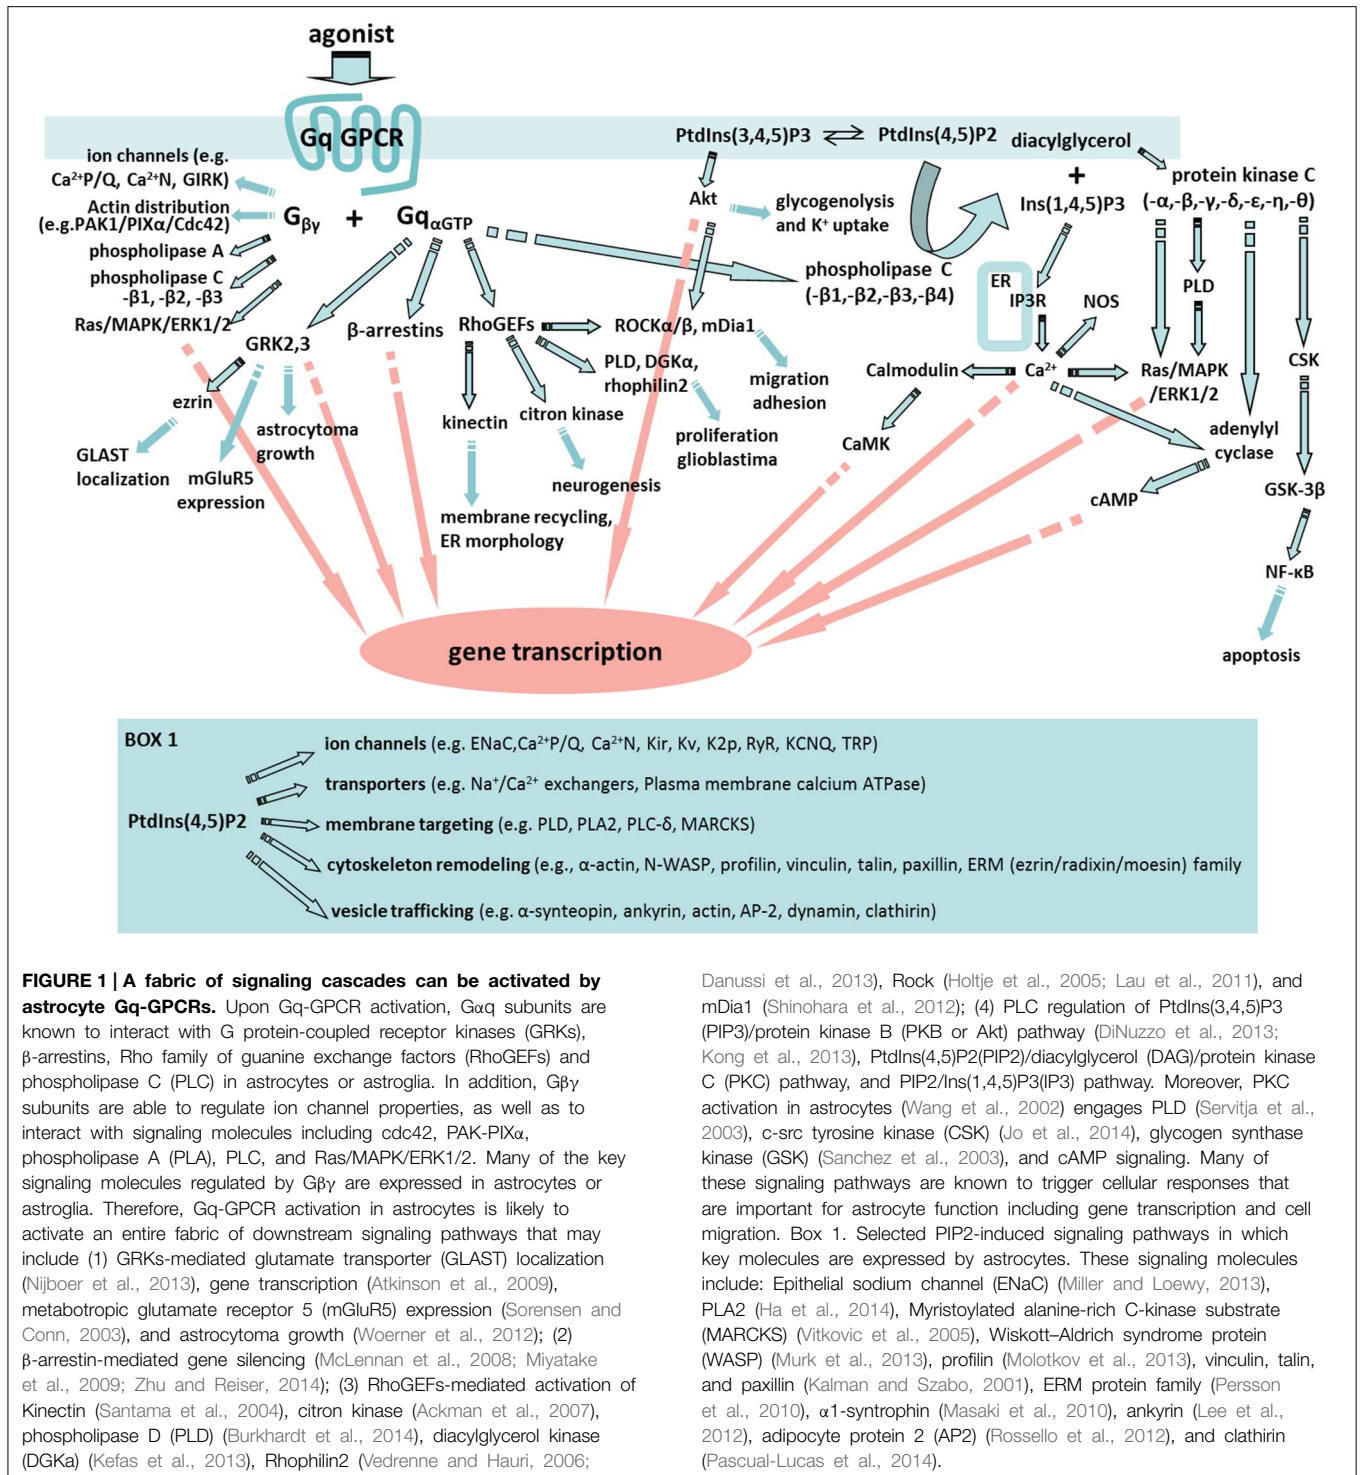 agonist
Gq GPCR
PtdIns(3,4,5)P3
PtdIns(4,5)P2
diacylglycerol
+
Ins(1,4,5)P3
protein kinase C
(-α,-β,-γ,-δ,-ε,-η,-θ)
ion channels (e.g.
Ca²⁺P/Q, Ca²⁺N, GIRK)
Actin distribution
(e.g.PAK1/PIXα/Cdc42)
phospholipase A
phospholipase C
-β1, -β2, -β3
Ras/MAPK/ERK1/2
Gβγ + GqαGTP
Akt
glycogenolysis
and K⁺ uptake
phospholipase C
(-β1,-β2,-β3,-β4)
ER
IP3R
NOS
PLD
CSK
GRK2,3
β-arrestins
RhoGEFs
ROCKα/β, mDia1
PLD, DGKα,
rhophilin2
migration
adhesion
Calmodulin
Ca²⁺
Ras/MAPK
/ERK1/2
ezrin
astrocytoma
growth
kinectin
citron kinase
proliferation
glioblastima
CaMK
adenylyl
cyclase
GLAST
localization
mGluR5
expression
neurogenesis
cAMP
GSK-3β
membrane recycling,
ER morphology
NF-κB
gene transcription
apoptosis
BOX 1
PtdIns(4,5)P2
ion channels (e.g. ENaC,Ca²⁺P/Q, Ca²⁺N, Kir, Kv, K2p, RyR, KCNQ, TRP)
transporters (e.g. Na⁺/Ca²⁺ exchangers, Plasma membrane calcium ATPase)
membrane targeting (e.g. PLD, PLA2, PLC-δ, MARCKS)
cytoskeleton remodeling (e.g., α-actin, N-WASP, profilin, vinculin, talin, paxillin, ERM (ezrin/radixin/moesin) family
vesicle trafficking (e.g. α-synteopin, ankyrin, actin, AP-2, dynamin, clathirin)
FIGURE 1 | A fabric of signaling cascades can be activated by
astrocyte Gq-GPCRs. Upon Gq-GPCR activation, Gαq subunits are
known to interact with G protein-coupled receptor kinases (GRKs),
β-arrestins, Rho family of guanine exchange factors (RhoGEFs) and
phospholipase C (PLC) in astrocytes or astroglia. In addition, Gβγ
subunits are able to regulate ion channel properties, as well as to
interact with signaling molecules including cdc42, PAK-PIXα,
phospholipase A (PLA), PLC, and Ras/MAPK/ERK1/2. Many of the key
signaling molecules regulated by Gβγ are expressed in astrocytes or
astroglia. Therefore, Gq-GPCR activation in astrocytes is likely to
activate an entire fabric of downstream signaling pathways that may
include (1) GRKs-mediated glutamate transporter (GLAST) localization
(Nijboer et al., 2013), gene transcription (Atkinson et al., 2009),
metabotropic glutamate receptor 5 (mGluR5) expression (Sorensen and
Conn, 2003), and astrocytoma growth (Woerner et al., 2012); (2)
β-arrestin-mediated gene silencing (McLennan et al., 2008; Miyatake
et al., 2009; Zhu and Reiser, 2014); (3) RhoGEFs-mediated activation of
Kinectin (Santama et al., 2004), citron kinase (Ackman et al., 2007),
phospholipase D (PLD) (Burkhardt et al., 2014), diacylglycerol kinase
(DGKa) (Kefas et al., 2013), Rhophilin2 (Vedrenne and Hauri, 2006;
Danussi et al., 2013), Rock (Holtje et al., 2005; Lau et al., 2011), and
mDia1 (Shinohara et al., 2012); (4) PLC regulation of PtdIns(3,4,5)P3
(PIP3)/protein kinase B (PKB or Akt) pathway (DiNuzzo et al., 2013;
Kong et al., 2013), PtdIns(4,5)P2(PIP2)/diacylglycerol (DAG)/protein kinase
C (PKC) pathway, and PIP2/Ins(1,4,5)P3(IP3) pathway. Moreover, PKC
activation in astrocytes (Wang et al., 2002) engages PLD (Servitja et al.,
2003), c-src tyrosine kinase (CSK) (Jo et al., 2014), glycogen synthase
kinase (GSK) (Sanchez et al., 2003), and cAMP signaling. Many of
these signaling pathways are known to trigger cellular responses that
are important for astrocyte function including gene transcription and cell
migration. Box 1. Selected PIP2-induced signaling pathways in which
key molecules are expressed by astrocytes. These signaling molecules
include: Epithelial sodium channel (ENaC) (Miller and Loewy, 2013),
PLA2 (Ha et al., 2014), Myristoylated alanine-rich C-kinase substrate
(MARCKS) (Vitkovic et al., 2005), Wiskott–Aldrich syndrome protein
(WASP) (Murk et al., 2013), profilin (Molotkov et al., 2013), vinculin, talin,
and paxillin (Kalman and Szabo, 2001), ERM protein family (Persson
et al., 2010), α1-syntrophin (Masaki et al., 2010), ankyrin (Lee et al.,
2012), adipocyte protein 2 (AP2) (Rossello et al., 2012), and clathirin
(Pascual-Lucas et al., 2014).